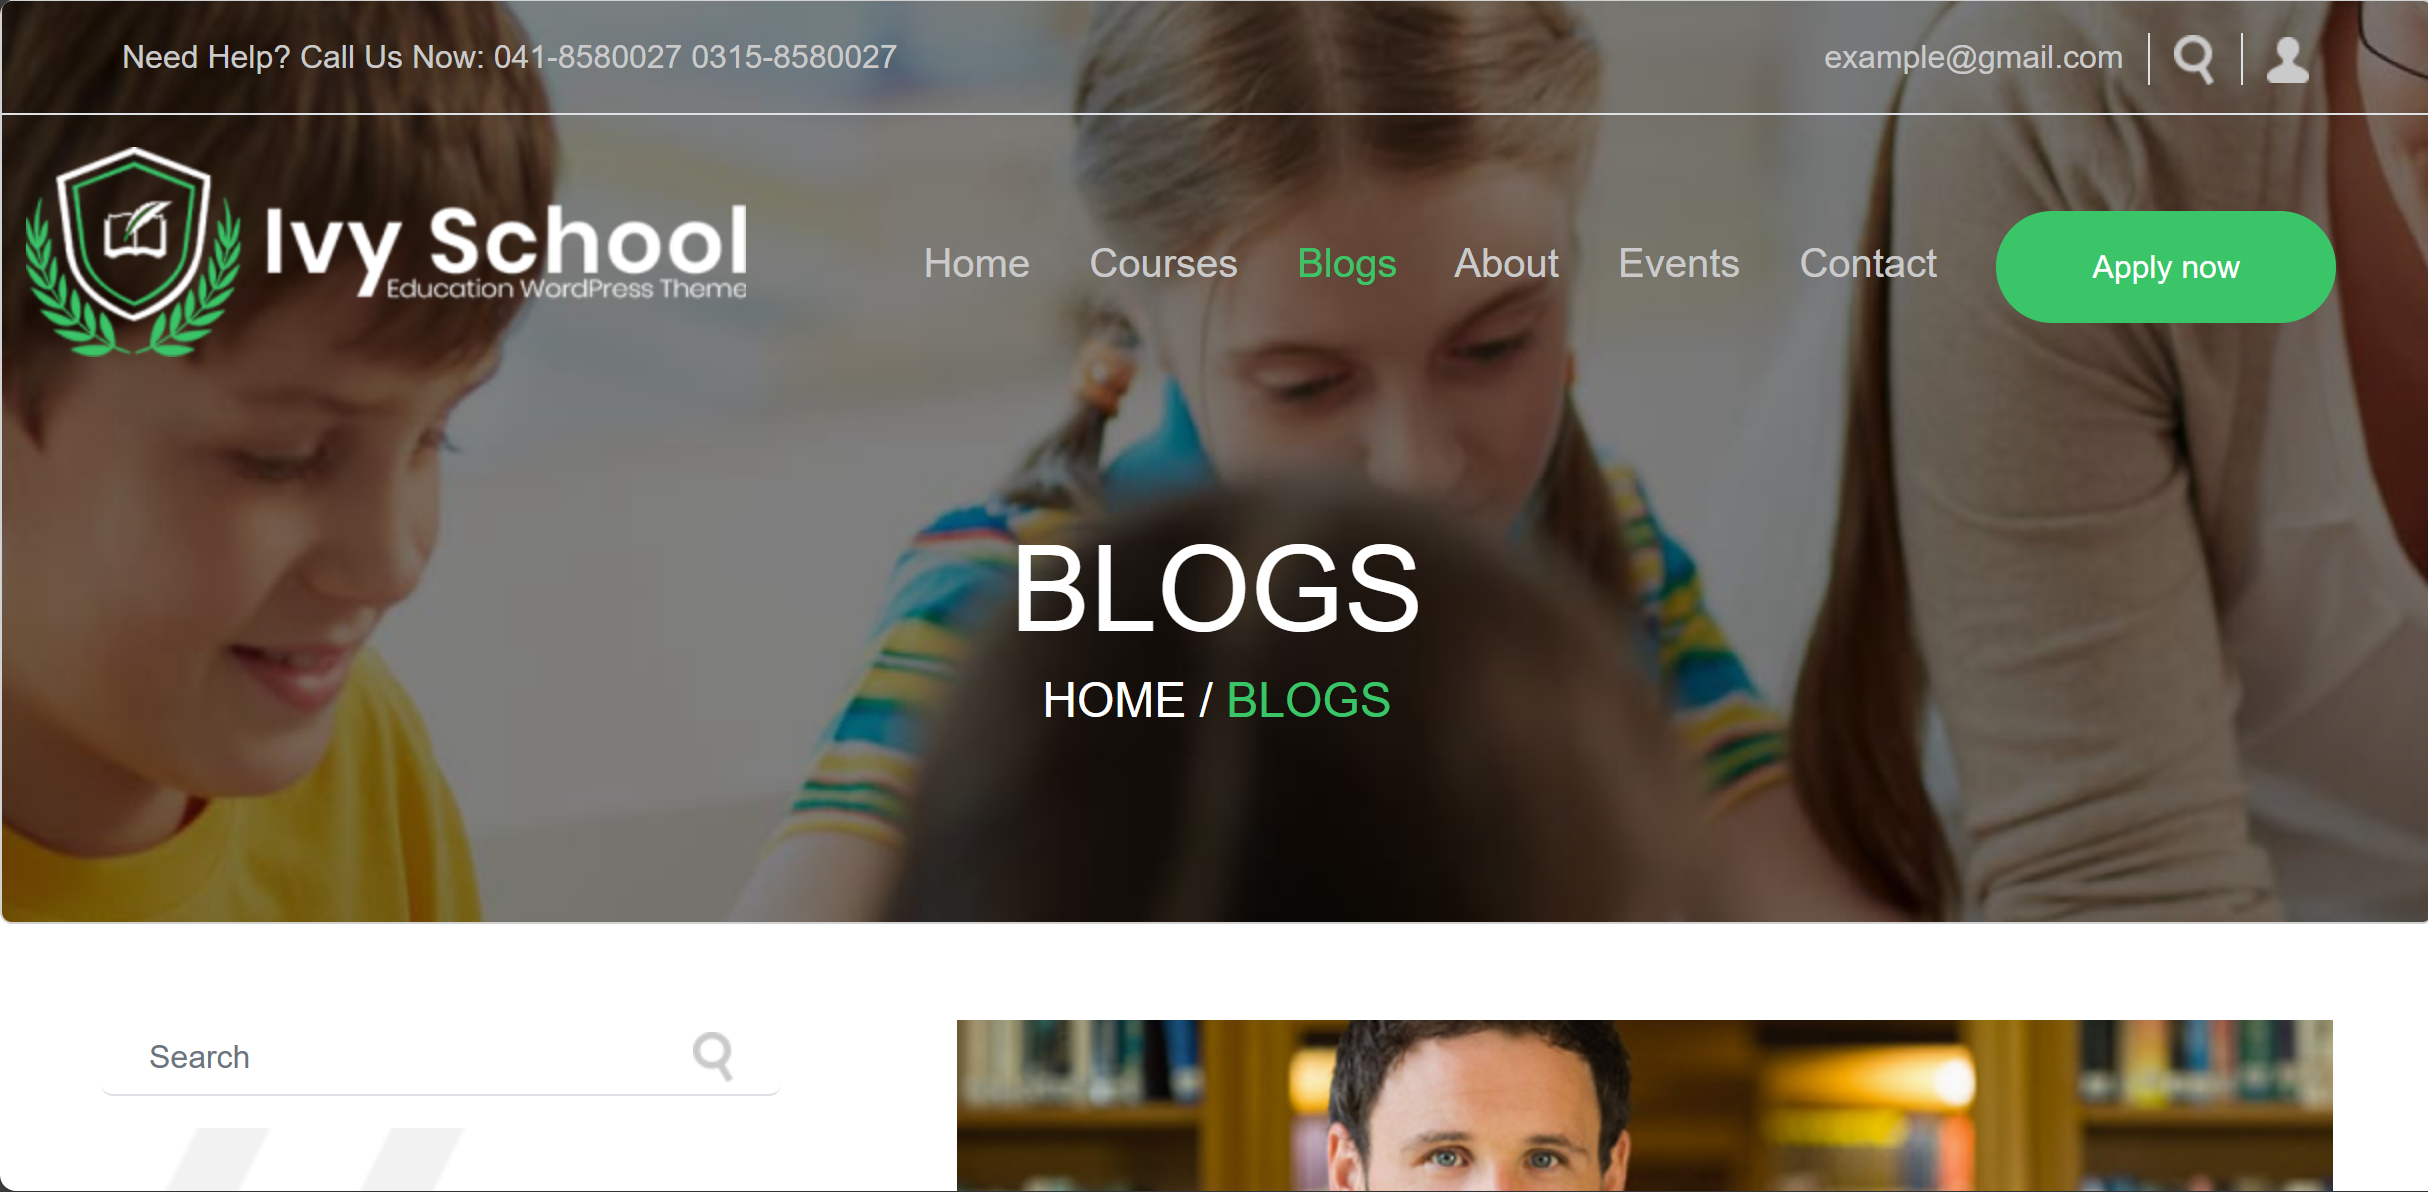 Need Help? Call Us Now: 041-8580027 0315-8580027
example@gmail.com
Ivy School
Education WordPress Theme
Home
Courses
Blogs
About
Events
Contact
Apply now
BLOGS
HOME / BLOGS
Search